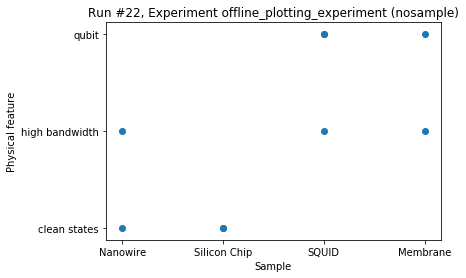 Run #22, Experiment offline_plotting_experiment (nosample)
qubit
high bandwidth
clean states
Physical feature
Nanowire Silicon Chip SQUID Membrane
Sample